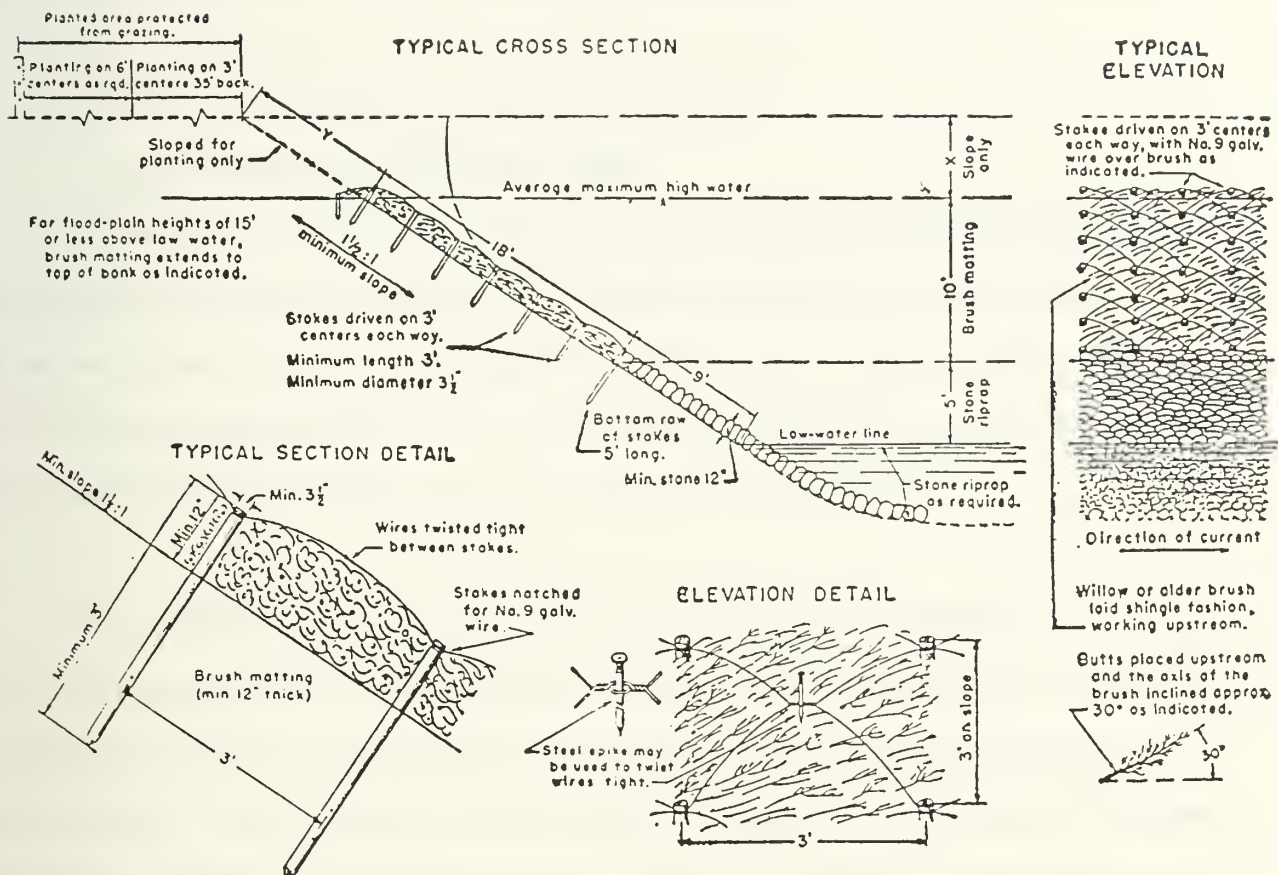 Planted area protected
from grazing.
TYPICAL CROSS SECTION
TYPICAL
ELEVATION
Planting on 6'
centers as rqd.
Planting on 3'
centers 35' back.
Sloped for
planting only
Y
X
Slope
only
Stakes driven on 3' centers
each way, with No. 9 galv.
wire over brush as
indicated.
Average maximum high water
For flood-plain heights of 15'
or less above low water,
brush matting extends to
top of bank as indicated.
1½:1
minimum slope
18'
10'
Brush matting
Stakes driven on 3'
centers each way.
Minimum length 3'.
Minimum diameter 3½"
9'
5'
Stone
riprap
Bottom row
of stakes
5' long.
Low-water line
Min. stone 12"
Stone riprap
as required.
Direction of current
TYPICAL SECTION DETAIL
Min. slope 1½:1
Min. 12"
Min. 3½"
Wires twisted tight
between stakes.
Stakes notched
for No. 9 galv.
wire.
Minimum 3'
Brush matting
(min 12" thick)
3'
ELEVATION DETAIL
Steel spike may
be used to twist
wires tight.
3' on slope
3'
Willow or alder brush
laid shingle fashion,
working upstream.
Butts placed upstream
and the axis of the
brush inclined approx.
30° as indicated.
30°